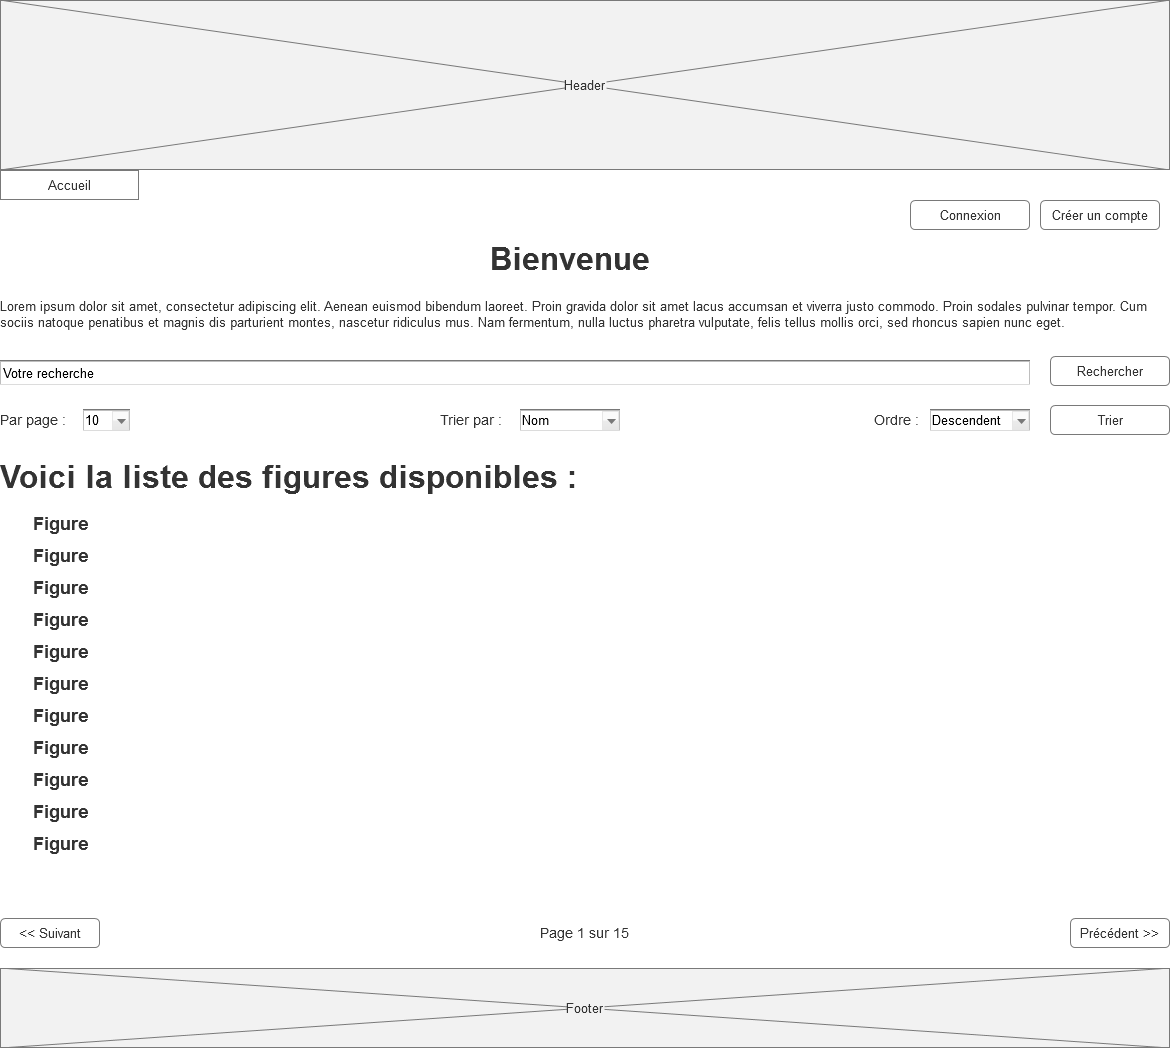 Header
Accueil
Connexion
Créer un compte
Bienvenue
Lorem ipsum dolor sit amet, consectetur adipiscing elit. Aenean euismod bibendum laoreet. Proin gravida dolor sit amet lacus accumsan et viverra justo commodo. Proin sodales pulvinar tempor. Cum
sociis natoque penatibus et magnis dis parturient montes, nascetur ridiculus mus. Nam fermentum, nulla luctus pharetra vulputate, felis tellus mollis orci, sed rhoncus sapien nunc eget.
Votre recherche
Rechercher
Par page : 10 Trier par : Nom Ordre : Descendent Trier
Voici la liste des figures disponibles :
Figure
Figure
Figure
Figure
Figure
Figure
Figure
Figure
Figure
Figure
Figure
<< Suivant
Page 1 sur 15
Précédent >>
Footer